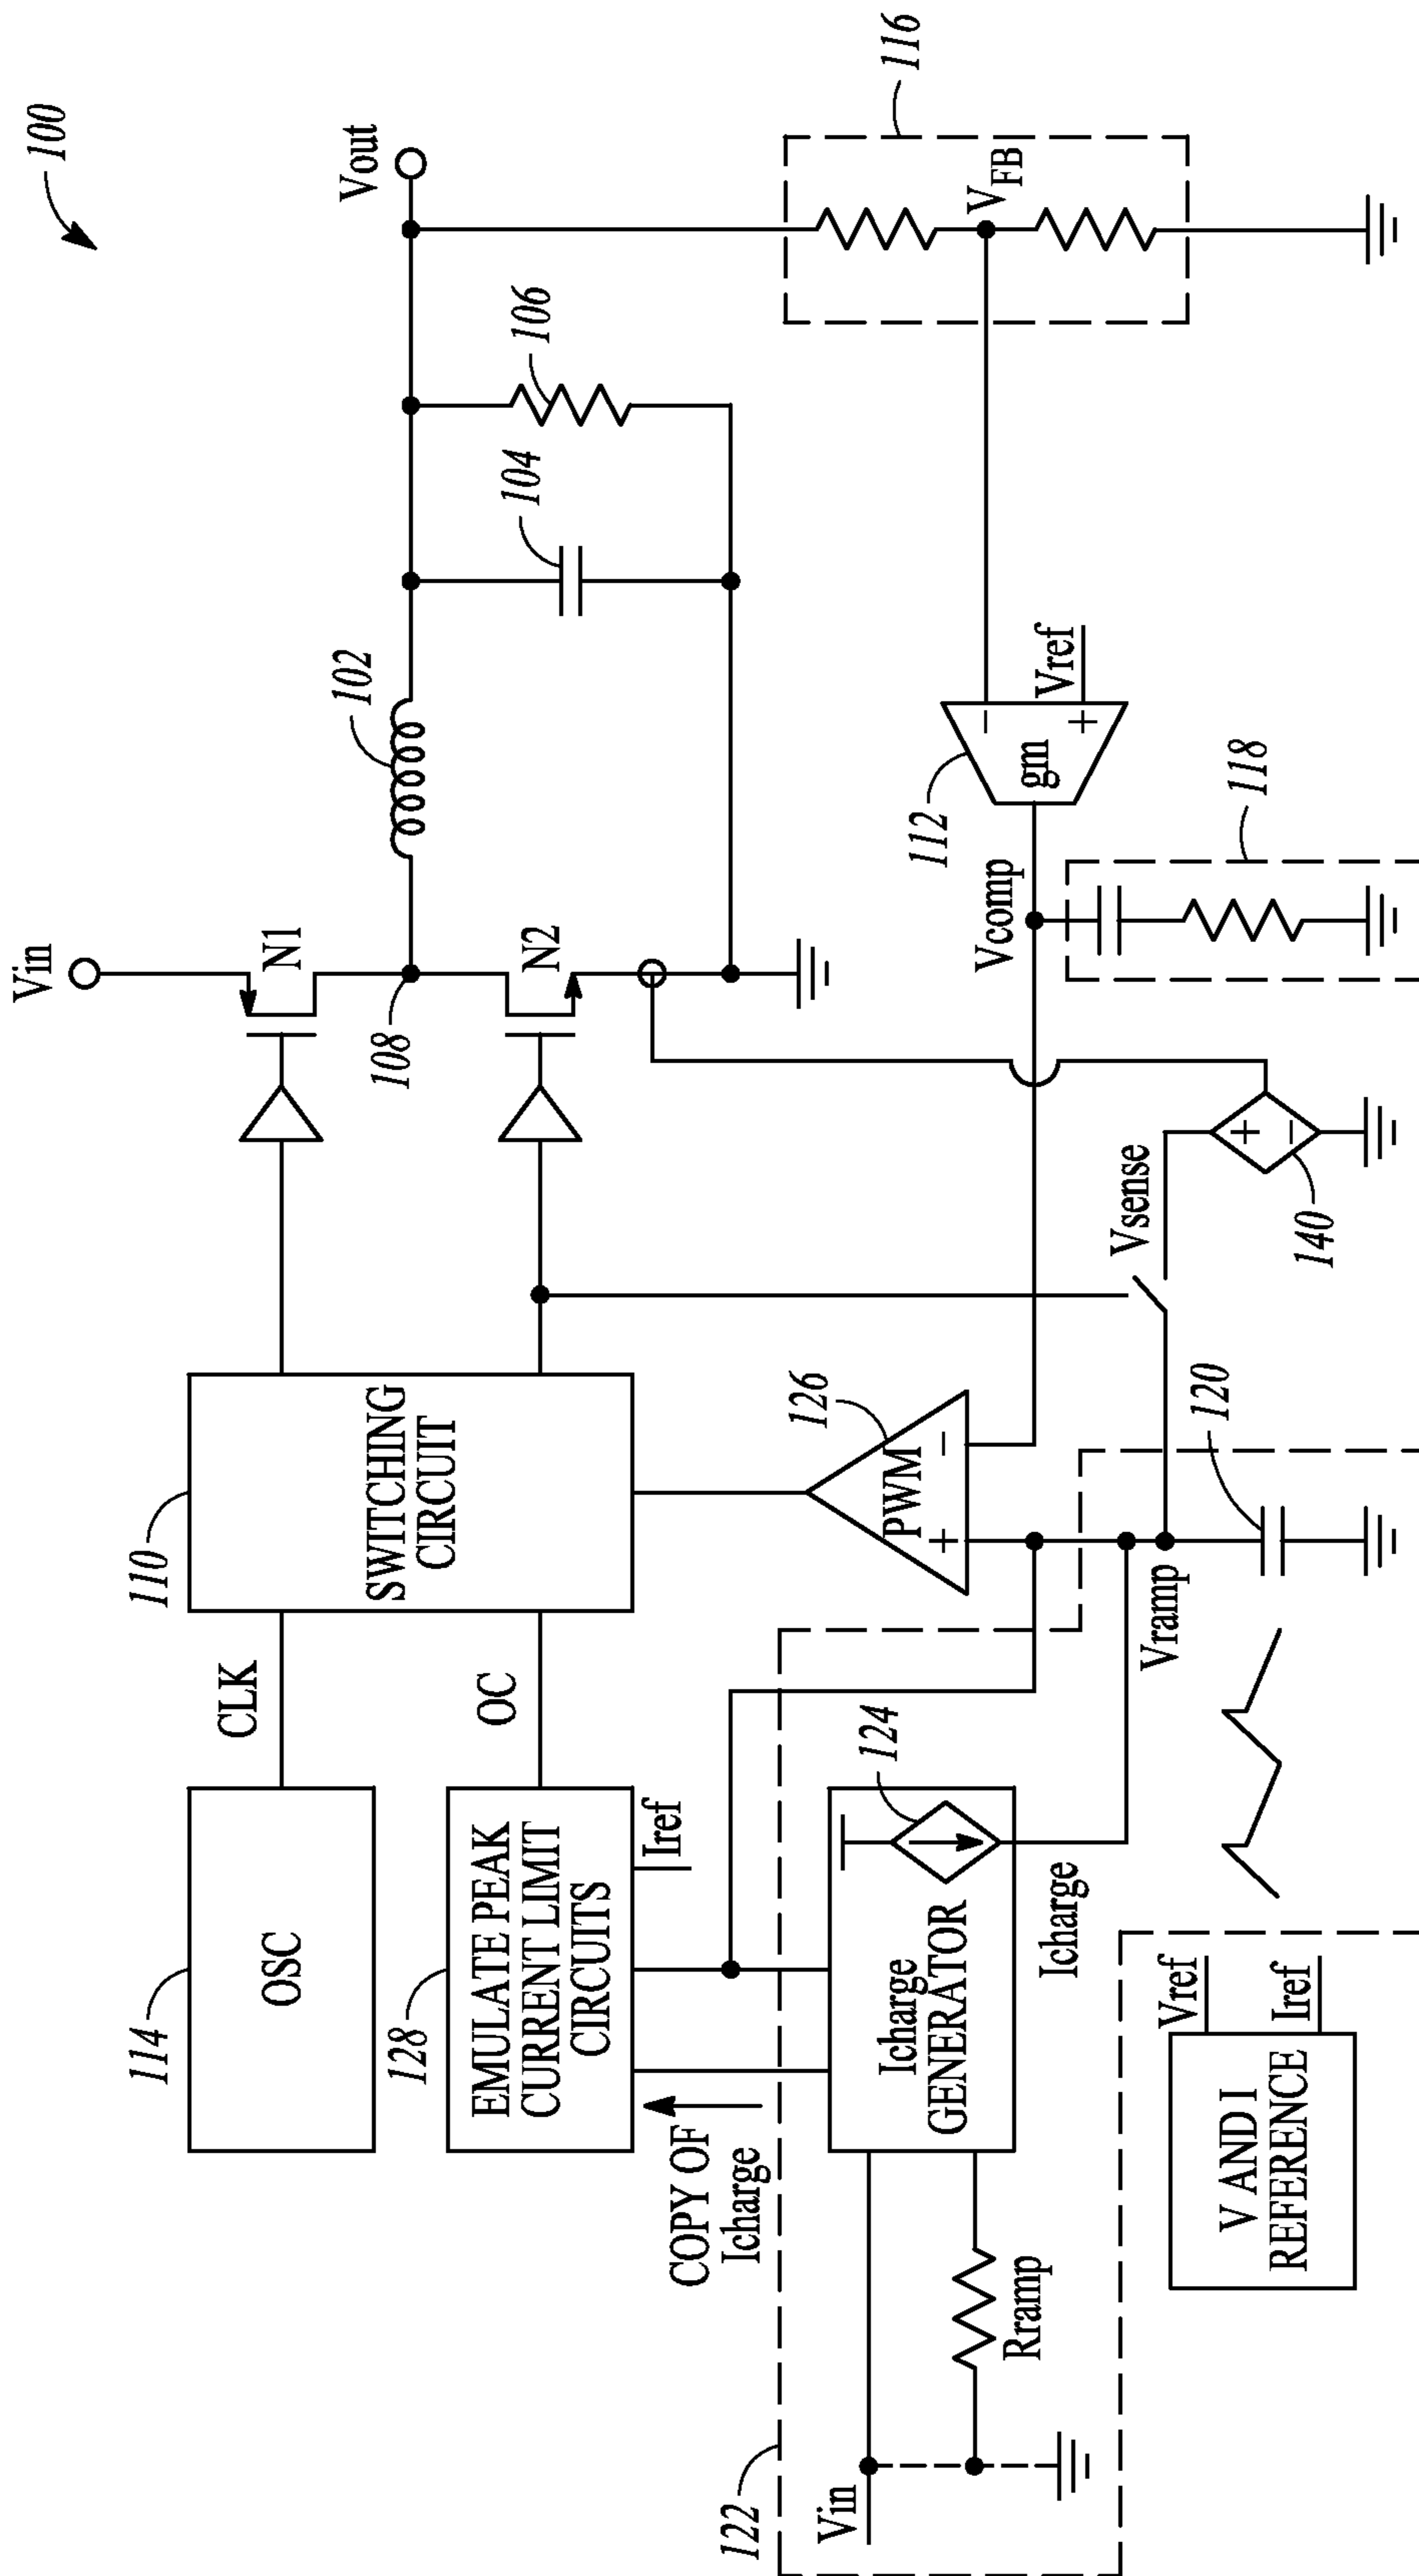 100
Vin
Vout
N1
102
104
106
108
N2
110
SWITCHING
CIRCUIT
114
OSC
CLK
128
EMULATE PEAK
CURRENT LIMIT
CIRCUITS
OC
Iref
116
VFB
COPY OF
Icharge
126
PWM
+
−
Vcomp
112
gm
−
+
Vref
118
122
Vin
Rramp
Icharge
GENERATOR
124
Icharge
Vramp
120
Vsense
+
−
140
V AND I
REFERENCE
Vref
Iref